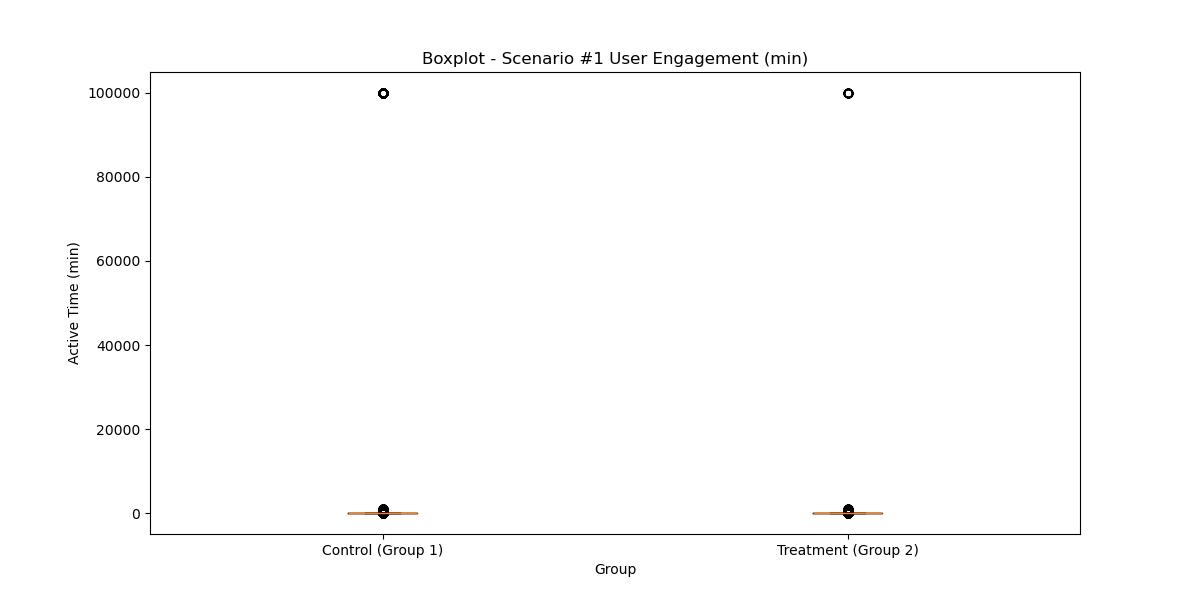 Boxplot - Scenario #1 User Engagement (min)
100000
80000
60000
40000
20000
0
Active Time (min)
Control (Group 1)
Treatment (Group 2)
Group